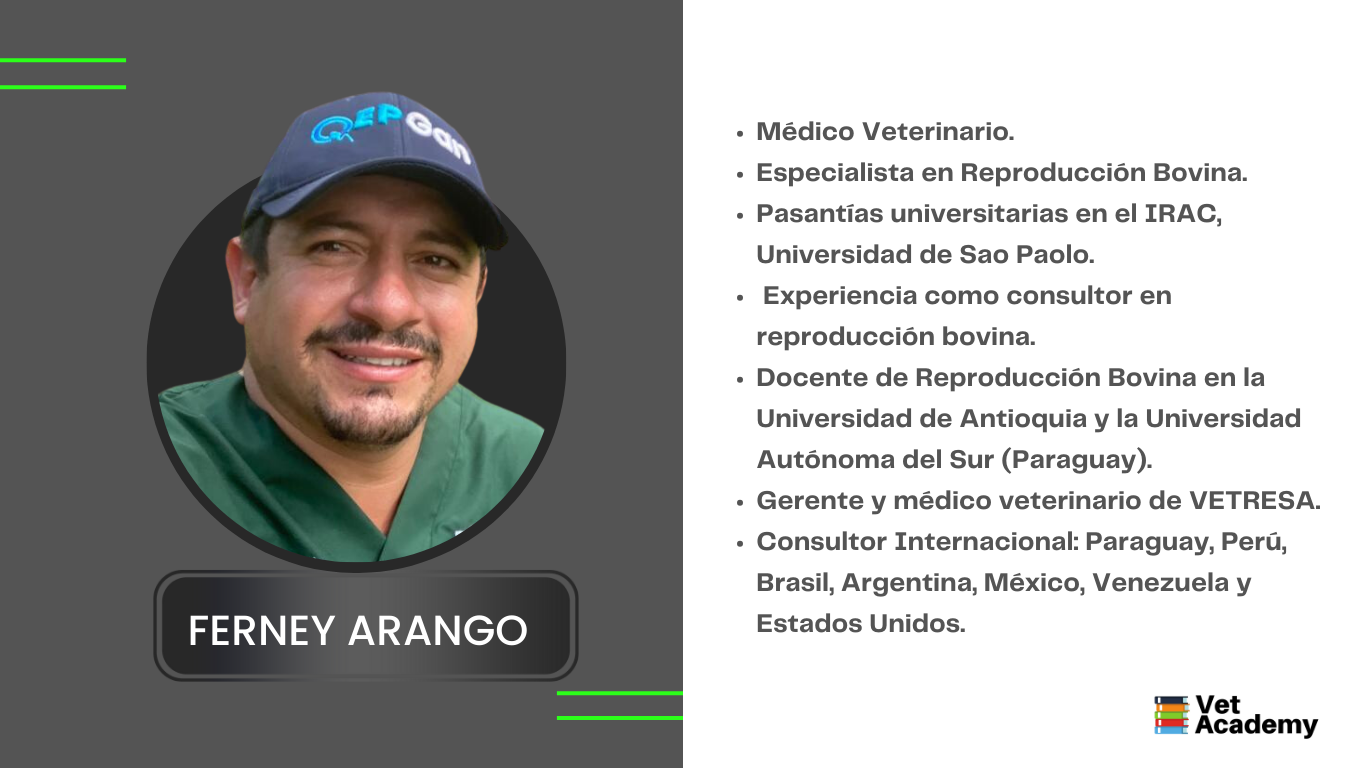 QEPGan
FERNEY ARANGO
• Médico Veterinario.
• Especialista en Reproducción Bovina.
• Pasantías universitarias en el IRAC,
Universidad de Sao Paolo.
• Experiencia como consultor en
reproducción bovina.
• Docente de Reproducción Bovina en la
Universidad de Antioquia y la Universidad
Autónoma del Sur (Paraguay).
• Gerente y médico veterinario de VETRESA.
• Consultor Internacional: Paraguay, Perú,
Brasil, Argentina, México, Venezuela y
Estados Unidos.
Vet
Academy